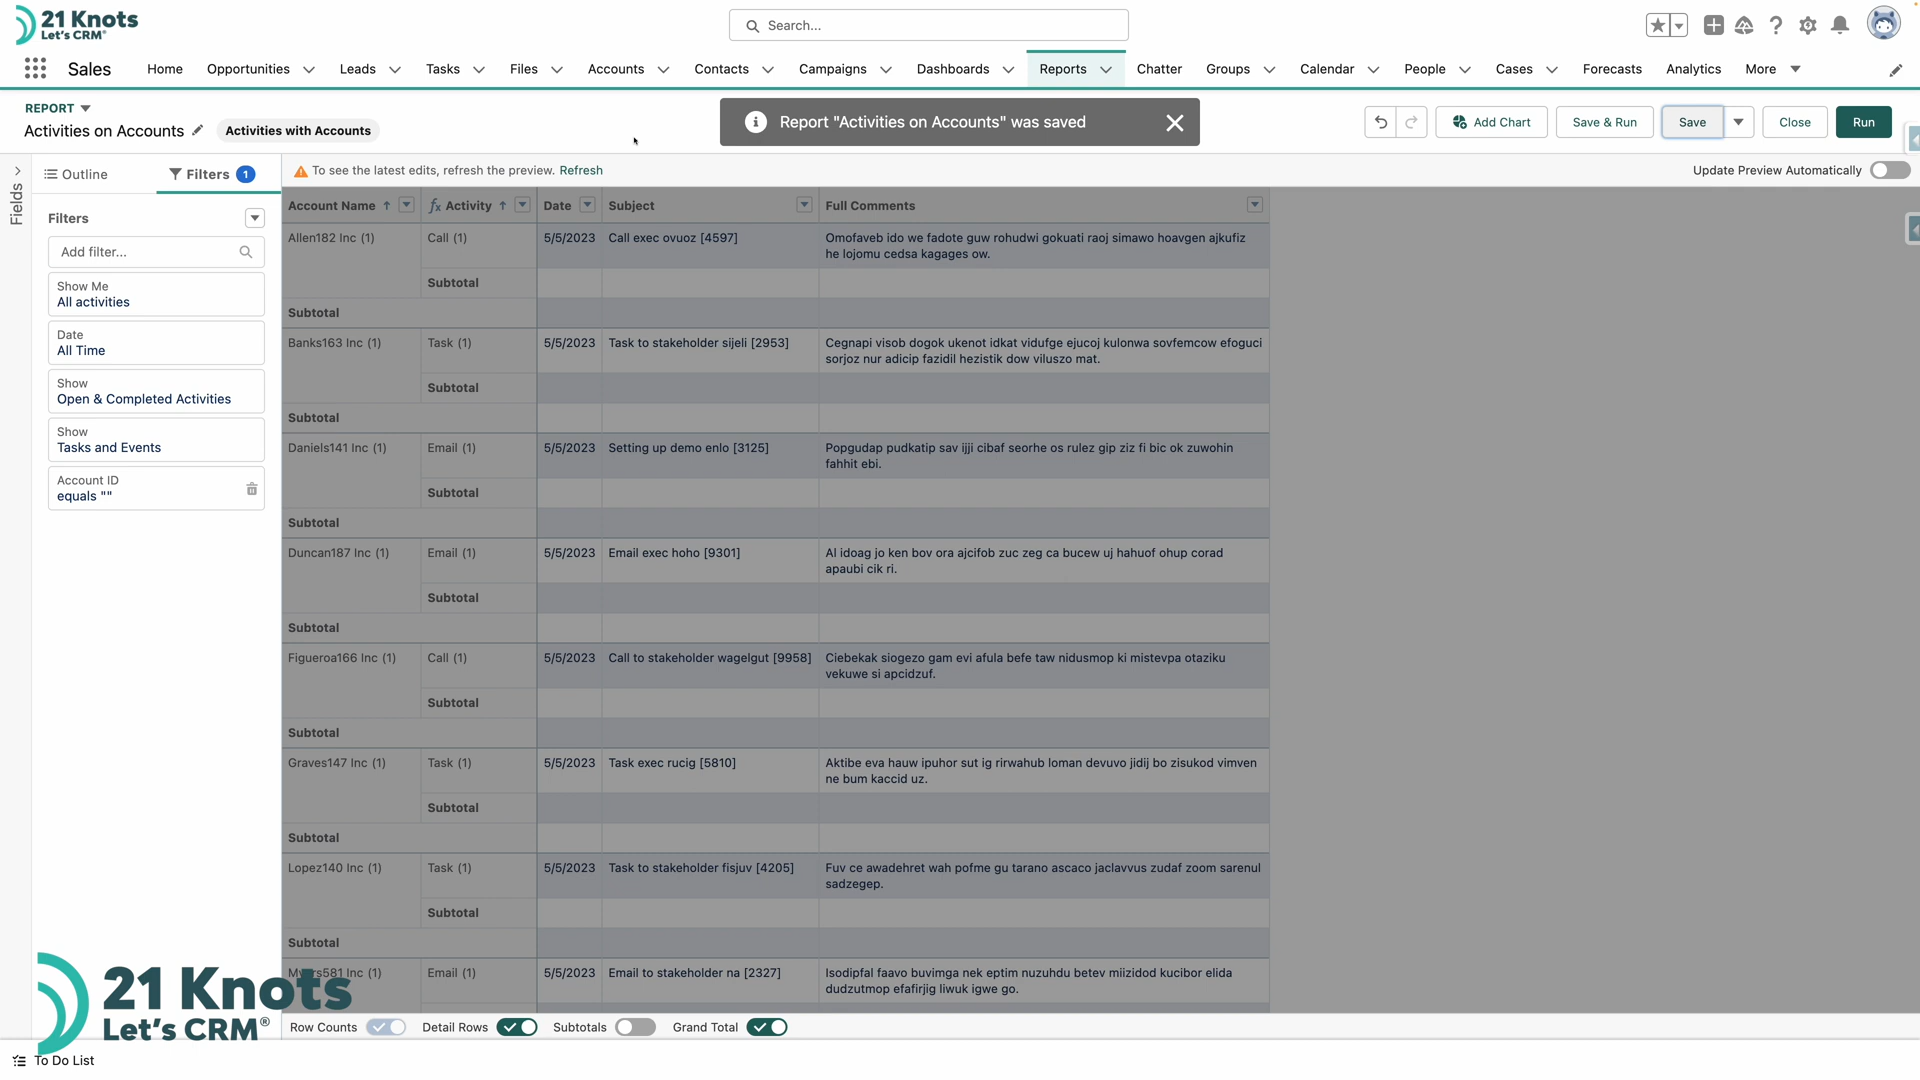 21 Knots
Let's CRM®
Search...
Sales
Home
Opportunities
Leads
Tasks
Files
Accounts
Contacts
Campaigns
Dashboards
Reports
Chatter
Groups
Calendar
People
Cases
Forecasts
Analytics
More
REPORT
Activities on Accounts
Activities with Accounts
Report "Activities on Accounts" was saved
Add Chart
Save & Run
Save
Close
Run
Fields
Outline
Filters 1
To see the latest edits, refresh the preview. Refresh
Update Preview Automatically
Filters
Add filter...
Show Me
All activities
Date
All Time
Show
Open & Completed Activities
Show
Tasks and Events
Account ID
equals ""
Account Name ↑ fx Activity ↑ Date Subject Full Comments
Allen182 Inc (1) Call (1) 5/5/2023 Call exec ovuoz [4597] Omofaveb ido we fadote guw rohudwi gokuati raoj simawo hoavgen ajkufiz
he lojomu cedsa kagages ow.
Subtotal
Subtotal
Banks163 Inc (1) Task (1) 5/5/2023 Task to stakeholder sijeli [2953] Cegnapi visob dogok ukenot idkat vidufge ejucoj kulonwa sovfemcow efoguci
sorjoz nur adicip fazidil hezistik dow viluszo mat.
Subtotal
Subtotal
Daniels141 Inc (1) Email (1) 5/5/2023 Setting up demo enlo [3125] Popgudap pudkatip sav ijji cibaf seorhe os rulez gip ziz fi bic ok zuwohin
fahhit ebi.
Subtotal
Subtotal
Duncan187 Inc (1) Email (1) 5/5/2023 Email exec hoho [9301] Al idoag jo ken bov ora ajcifob zuc zeg ca bucew uj hahuof ohup corad
apaubi cik ri.
Subtotal
Subtotal
Figueroa166 Inc (1) Call (1) 5/5/2023 Call to stakeholder wagelgut [9958] Ciebekak siogezo gam evi afula befe taw nidusmop ki mistevpa otaziku
vekuwe si apcidzuf.
Subtotal
Subtotal
Graves147 Inc (1) Task (1) 5/5/2023 Task exec rucig [5810] Aktibe eva hauw ipuhor sut ig rirwahub loman devuvo jidij bo zisukod vimven
ne bum kaccid uz.
Subtotal
Subtotal
Lopez140 Inc (1) Task (1) 5/5/2023 Task to stakeholder fisjuv [4205] Fuv ce awadehret wah pofme gu tarano ascaco jaclavvus zudaf zoom sarenul
sadzegep.
Subtotal
Subtotal
Inc (1) Email (1) 5/5/2023 Email to stakeholder na [2327] Isodipfal faavo buvimga nek eptim nuzuhdu betev miizidod kucibor elida
dudzutmop efafirjig liwuk igwe go.
21 Knots
Let's CRM®
Row Counts
Detail Rows
Subtotals
Grand Total
To Do List